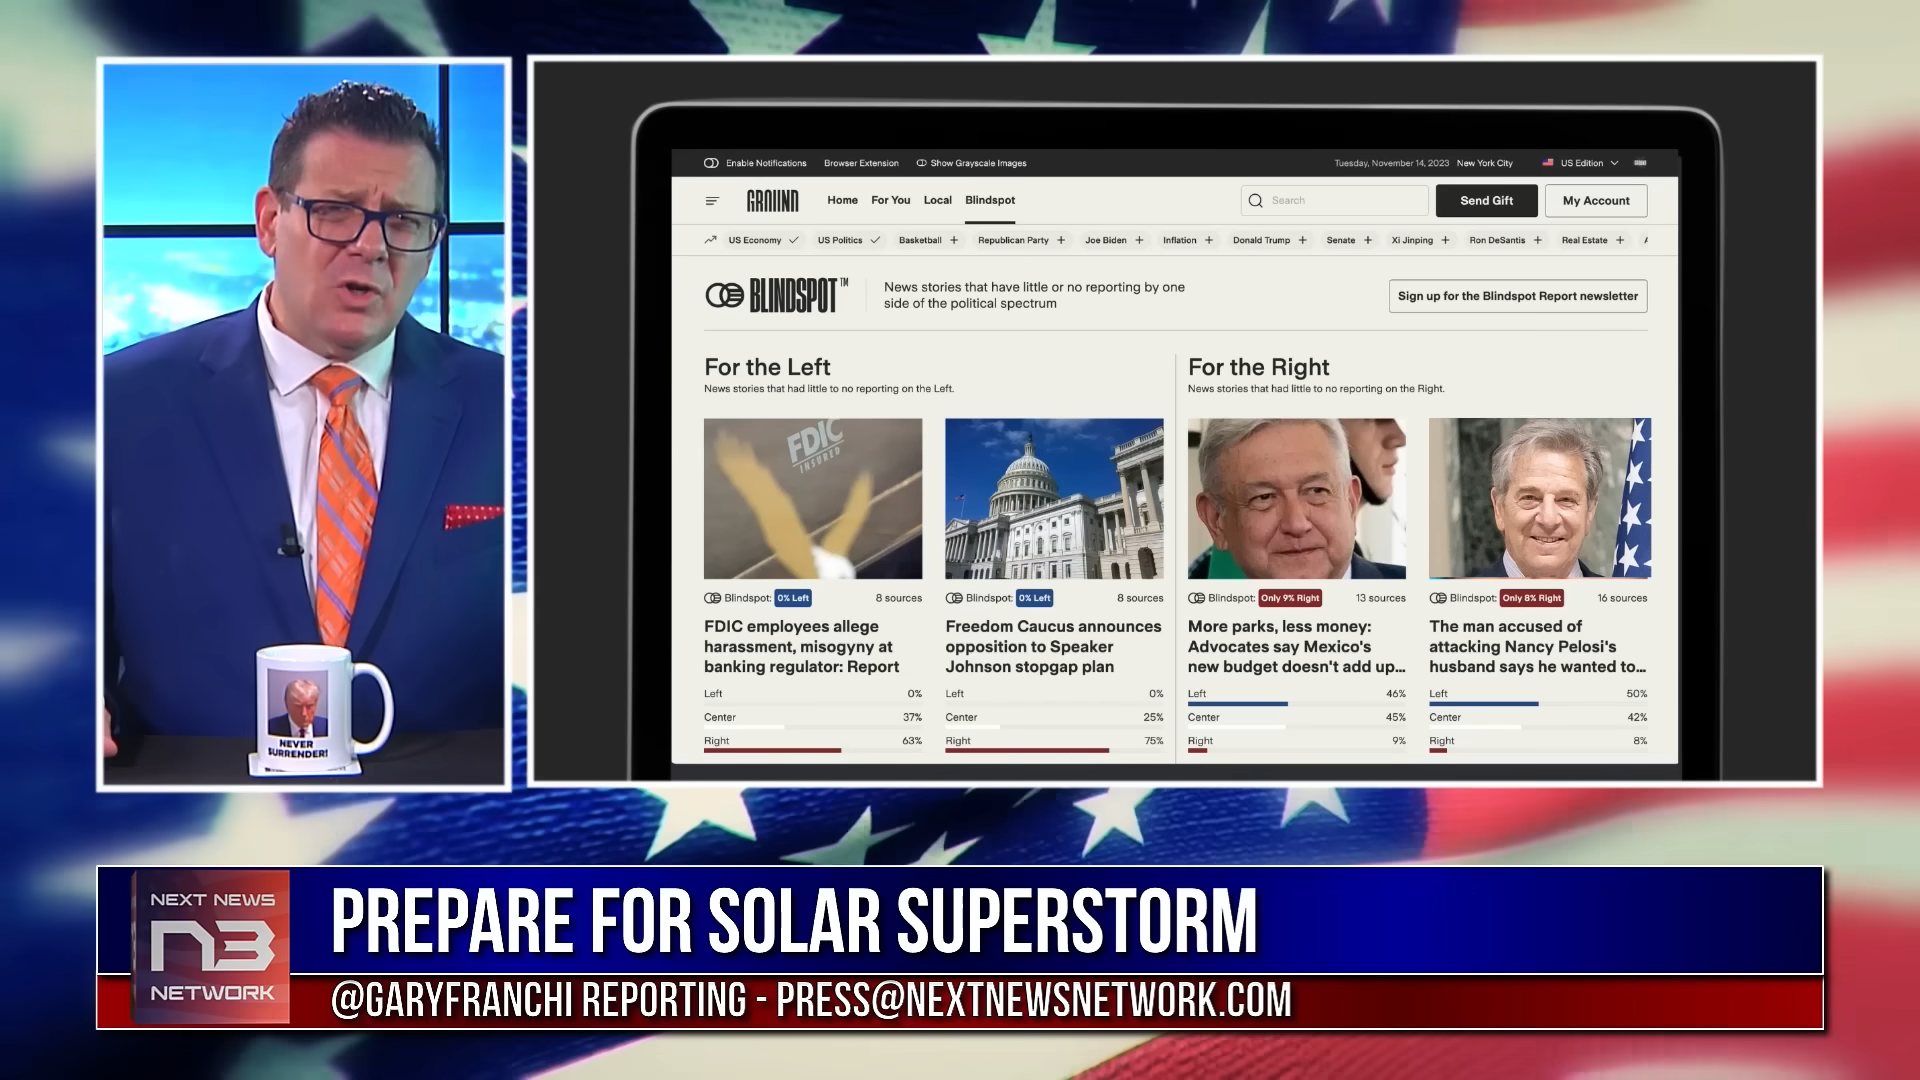 NEVER
SURRENDER!
Enable Notifications Browser Extension Show Grayscale Images Tuesday, November 14, 2023 New York City US Edition
GROUND Home For You Local Blindspot Search Send Gift My Account
US Economy US Politics Basketball + Republican Party + Joe Biden + Inflation + Donald Trump + Senate + Xi Jinping + Ron DeSantis + Real Estate +
BLINDSPOT™ News stories that have little or no reporting by one
side of the political spectrum
Sign up for the Blindspot Report newsletter
For the Left
News stories that had little to no reporting on the Left.
FDIC
INSURED
Blindspot: 0% Left 8 sources
FDIC employees allege
harassment, misogyny at
banking regulator: Report
Left 0%
Center 37%
Right 63%
Blindspot: 0% Left 8 sources
Freedom Caucus announces
opposition to Speaker
Johnson stopgap plan
Left 0%
Center 25%
Right 75%
For the Right
News stories that had little to no reporting on the Right.
Blindspot: Only 9% Right 13 sources
More parks, less money:
Advocates say Mexico's
new budget doesn't add up...
Left 46%
Center 45%
Right 9%
Blindspot: Only 8% Right 16 sources
The man accused of
attacking Nancy Pelosi's
husband says he wanted to...
Left 50%
Center 42%
Right 8%
NEXT NEWS
N3
NETWORK
PREPARE FOR SOLAR SUPERSTORM
@GARYFRANCHI REPORTING - PRESS@NEXTNEWSNETWORK.COM